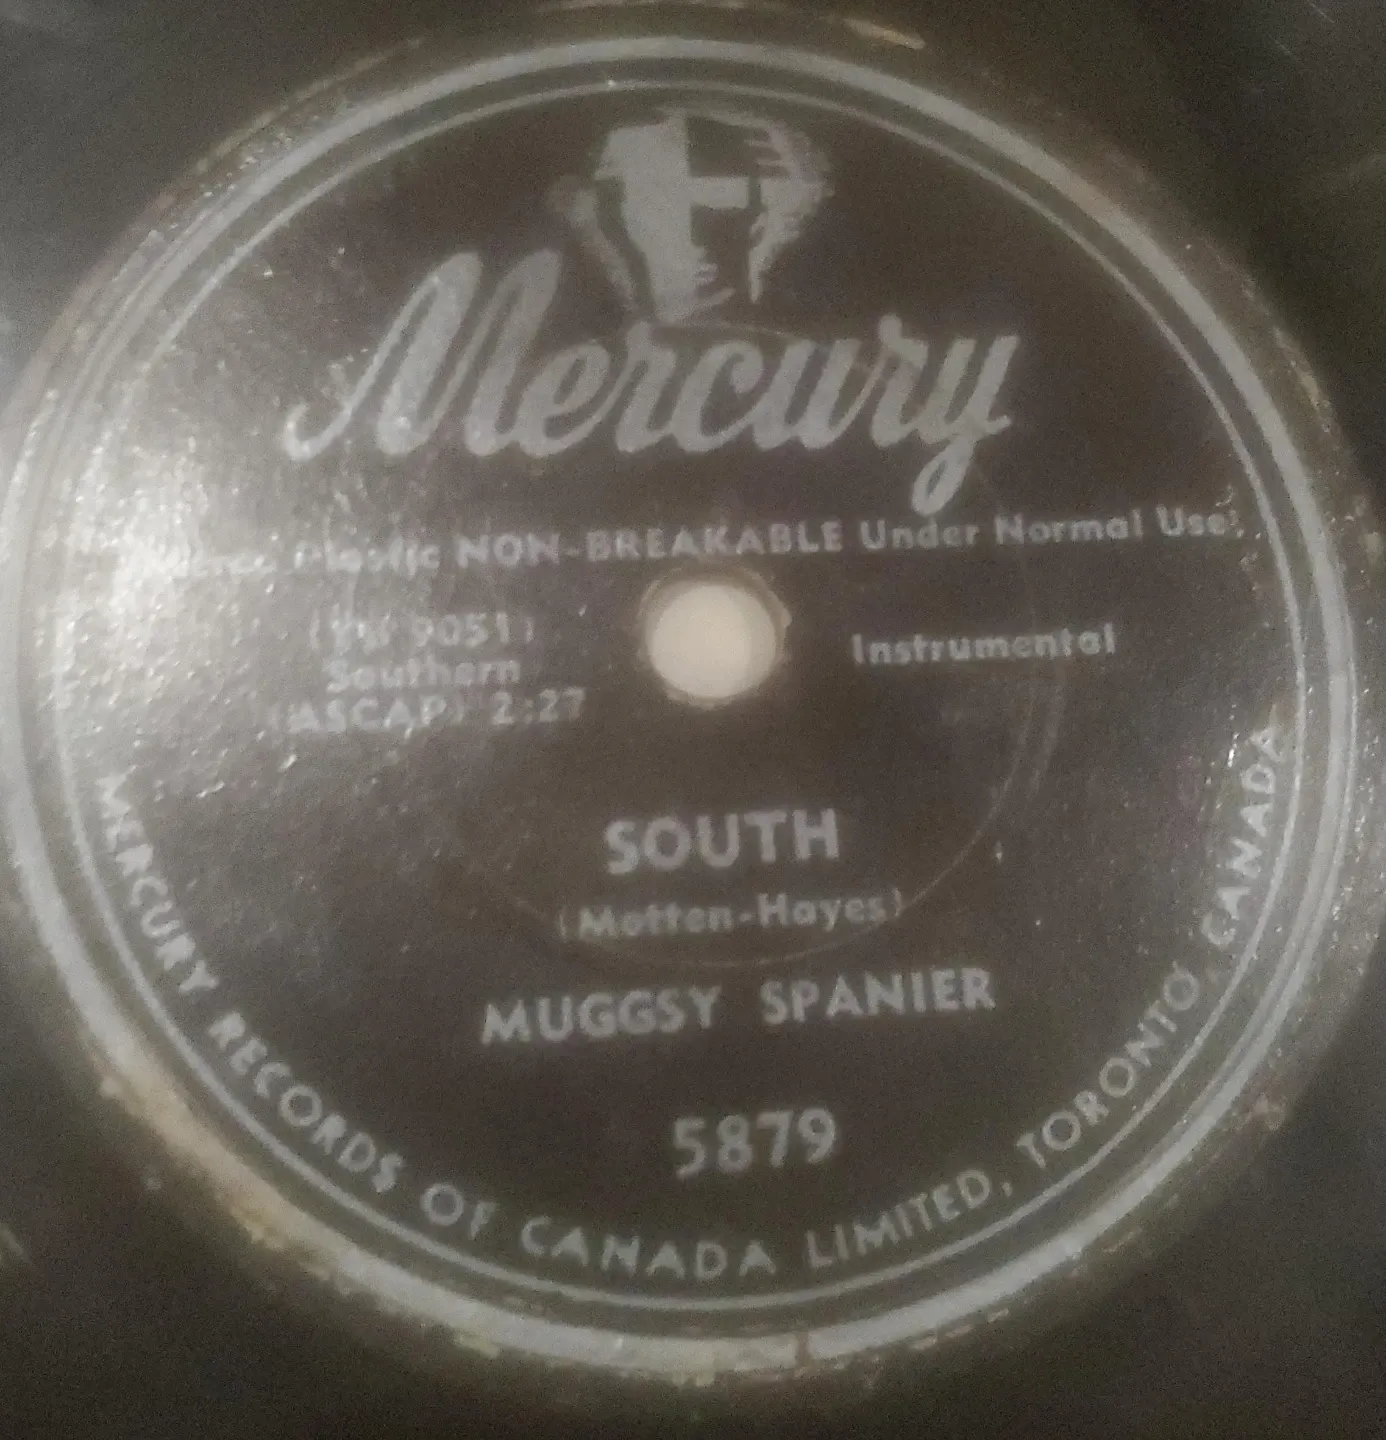 Mercury
Plastic NON-BREAKABLE Under Normal Use
(YW 9051)
Southern
(ASCAP) 2:27
Instrumental
SOUTH
(Motten-Hayes)
MUGGSY SPANIER
5879
MERCURY RECORDS OF CANADA LIMITED, TORONTO, CANADA